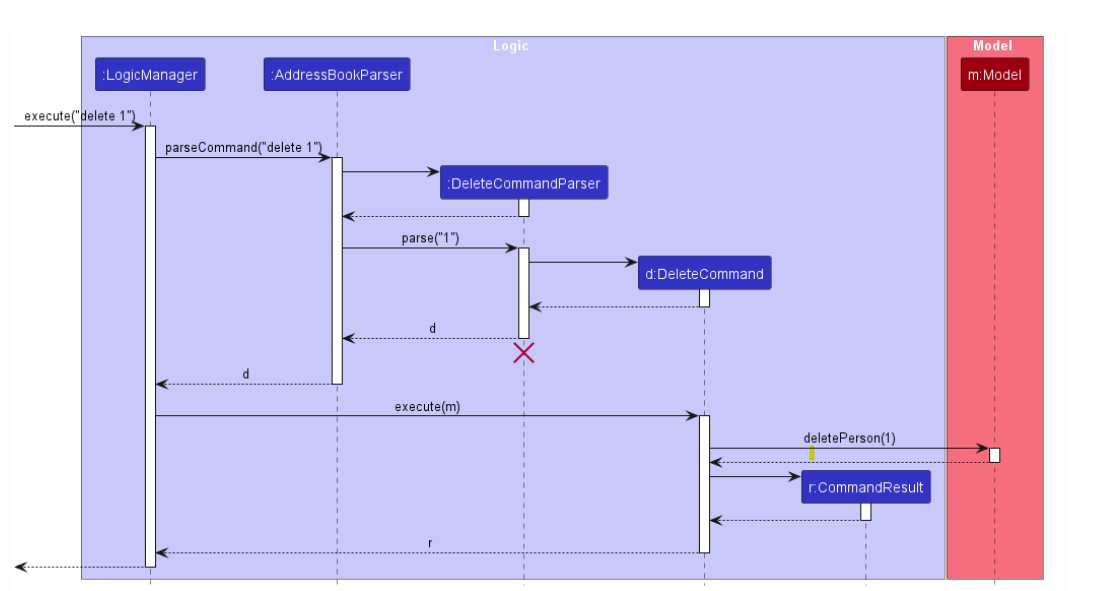 Logic
Model
:LogicManager
:AddressBookParser
m:Model
execute("delete 1")
parseCommand("delete 1")
:DeleteCommandParser
parse("1")
d:DeleteCommand
d
d
execute(m)
deletePerson(1)
r:CommandResult
r